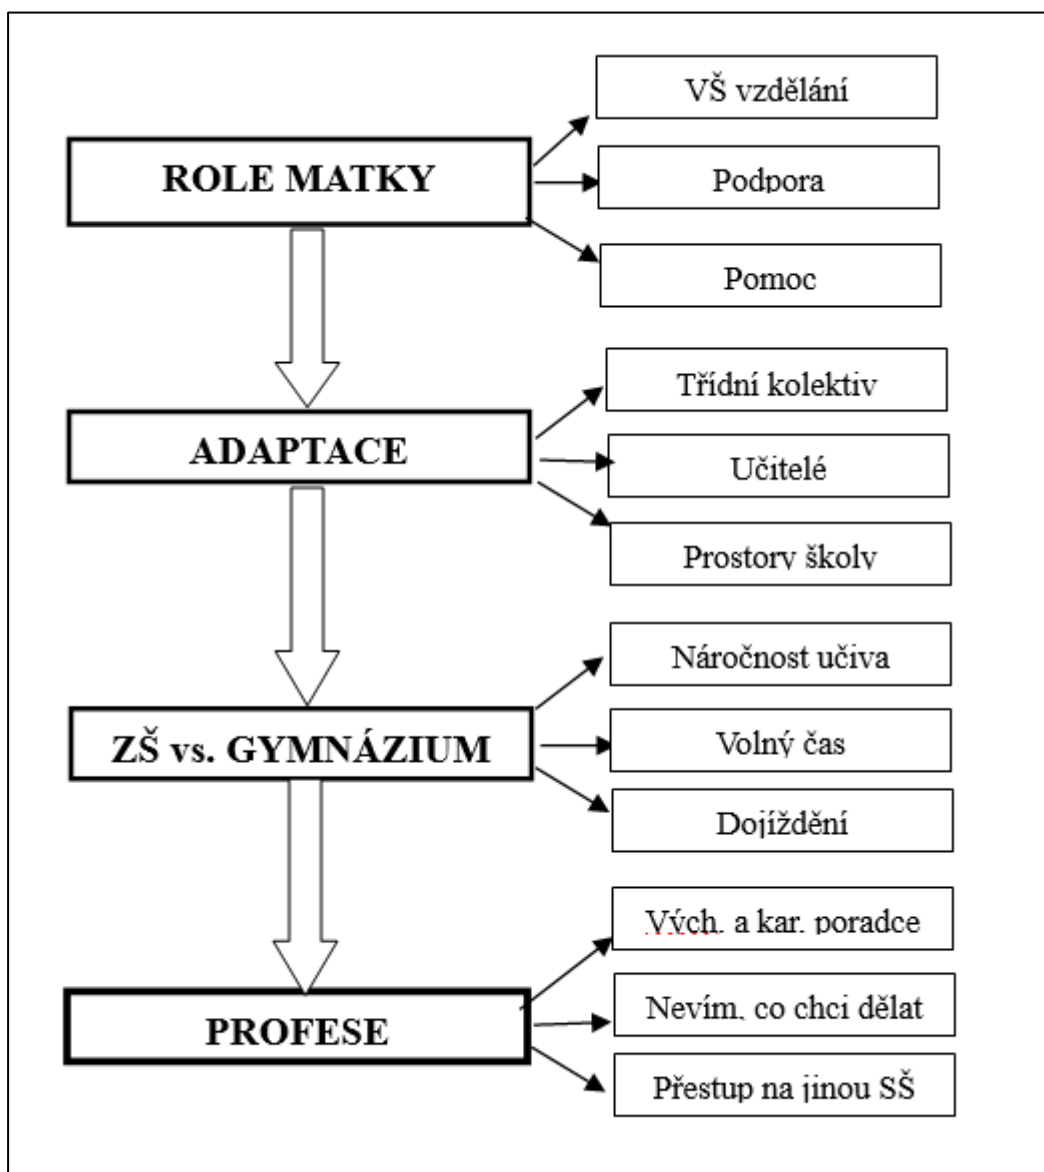 VŠ vzdělání
ROLE MATKY
Podpora
Pomoc
Třídní kolektiv
ADAPTACE
Učitelé
Prostory školy
Náročnost učiva
ZŠ vs. GYMNÁZIUM
Volný čas
Dojíždění
Vých. a kar. poradce
PROFESE
Nevím, co chci dělat
Přestup na jinou SŠ